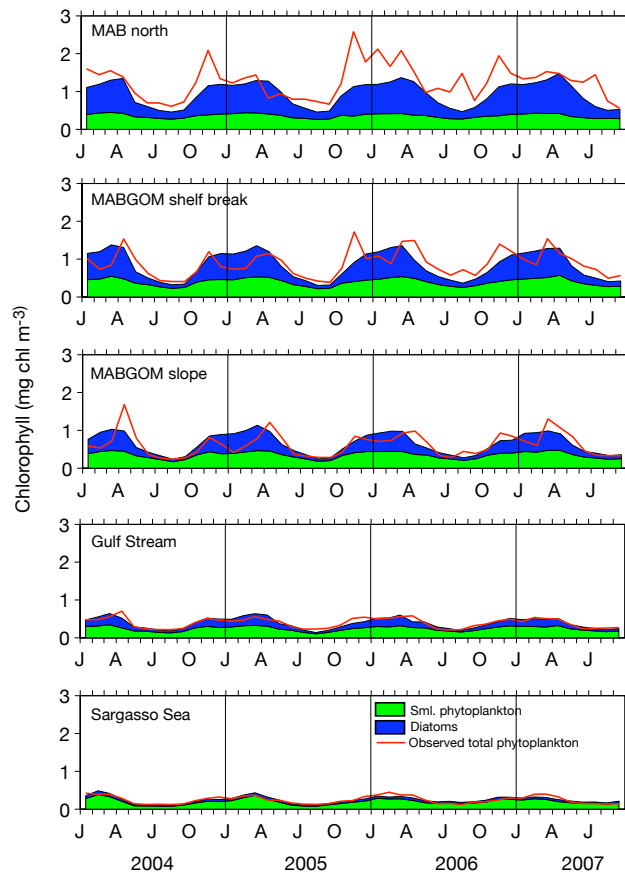 Chlorophyll (mg chl m-3)
3
MAB north
2
1
0
J A J O J A J O J A J O J A J
3
MABGOM shelf break
2
1
0
J A J O J A J O J A J O J A J
3
MABGOM slope
2
1
0
J A J O J A J O J A J O J A J
3
Gulf Stream
2
1
0
J A J O J A J O J A J O J A J
3
Sargasso Sea
2
1
0
Sml. phytoplankton
Diatoms
Observed total phytoplankton
J A J O J A J O J A J O J A J
2004 2005 2006 2007